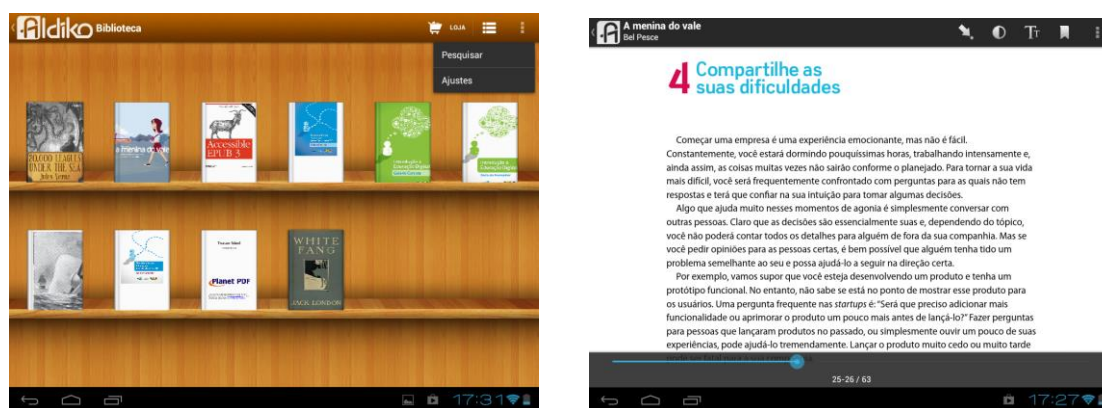 Aldiko Biblioteca
LOJA
Pesquisar
Ajustes
20,000 LEAGUES
UNDER THE SEA
Jules Verne
a menina do vale
Accessible
EPUB 3
Planet PDF
WHITE
FANG
JACK LONDON
17:31
A menina do vale
Bel Pesce
4 Compartilhe as
suas dificuldades
Começar uma empresa é uma experiência emocionante, mas não é fácil.
Constantemente, você estará dormindo pouquíssimas horas, trabalhando intensamente e,
ainda assim, as coisas muitas vezes não sairão conforme o planejado. Para tornar a sua vida
mais difícil, você será frequentemente confrontado com perguntas para as quais não tem
respostas e terá que confiar na sua intuição para tomar algumas decisões.
Algo que ajuda muito nesses momentos de agonia é simplesmente conversar com
outras pessoas. Claro que as decisões são essencialmente suas e, dependendo do tópico,
você não poderá contar todos os detalhes para alguém de fora da sua companhia. Mas se
você pedir opiniões para as pessoas certas, é bem possível que alguém tenha tido um
problema semelhante ao seu e possa ajudá-lo a seguir na direção certa.
Por exemplo, vamos supor que você esteja desenvolvendo um produto e tenha um
protótipo funcional. No entanto, não sabe se está no ponto de mostrar esse produto para
os usuários. Uma pergunta frequente nas startups é: "Será que preciso adicionar mais
funcionalidade ou aprimorar o produto um pouco mais antes de lançá-lo?" Fazer perguntas
para pessoas que lançaram produtos no passado, ou simplesmente ouvir um pouco de suas
experiências, pode ajudá-lo tremendamente. Lançar o produto muito cedo ou muito tarde
25-26 / 63
17:27